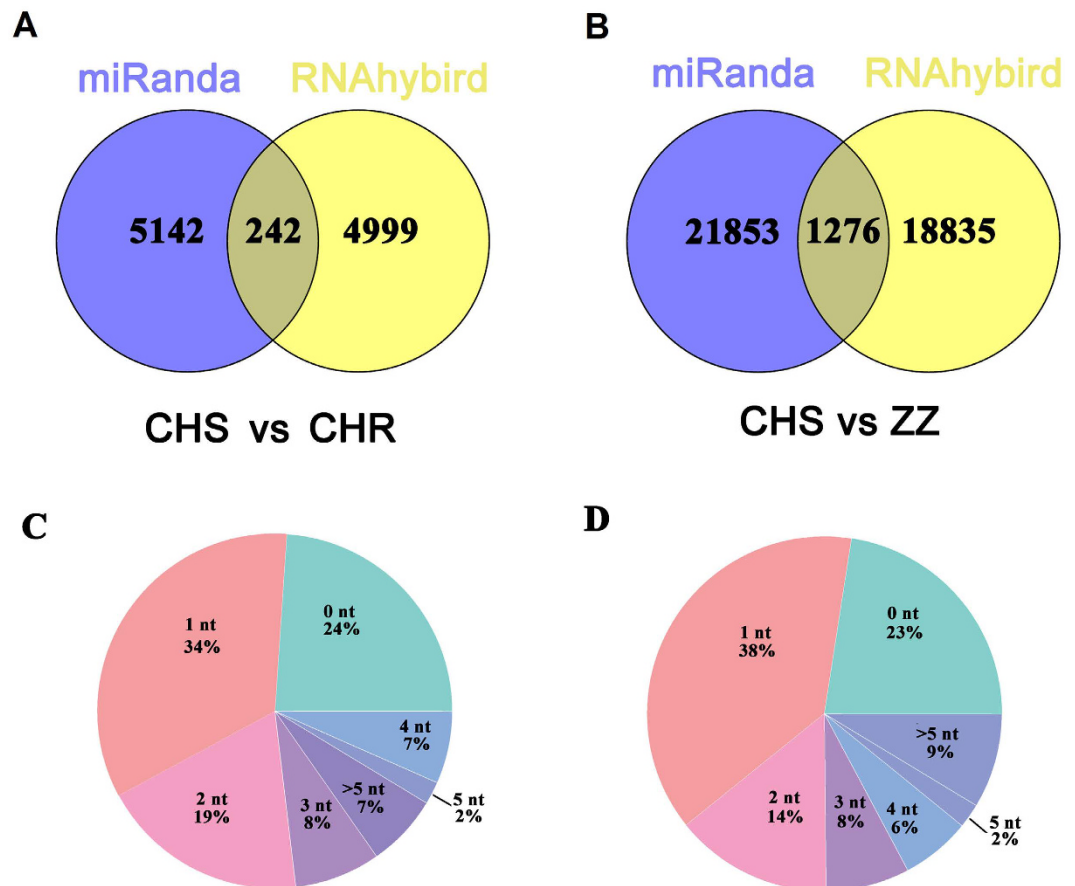 A
miRanda RNAhybird
5142 242 4999
CHS vs CHR
B
miRanda RNAhybird
21853 1276 18835
CHS vs ZZ
C
0 nt
24%
1 nt
34%
2 nt
19%
3 nt
8%
>5 nt
7%
5 nt
2%
4 nt
7%
D
0 nt
23%
1 nt
38%
2 nt
14%
3 nt
8%
4 nt
6%
5 nt
2%
>5 nt
9%